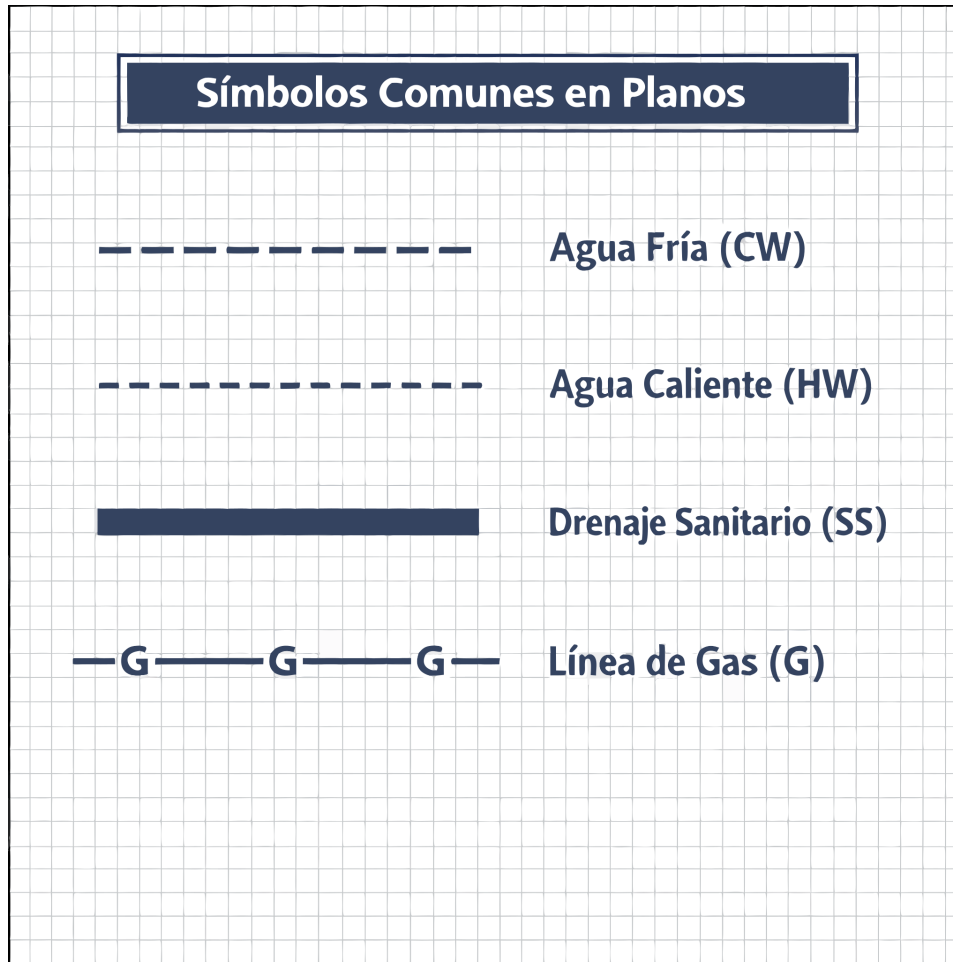 Símbolos Comunes en Planos
Agua Fría (CW)
Agua Caliente (HW)
Drenaje Sanitario (SS)
G G G Línea de Gas (G)